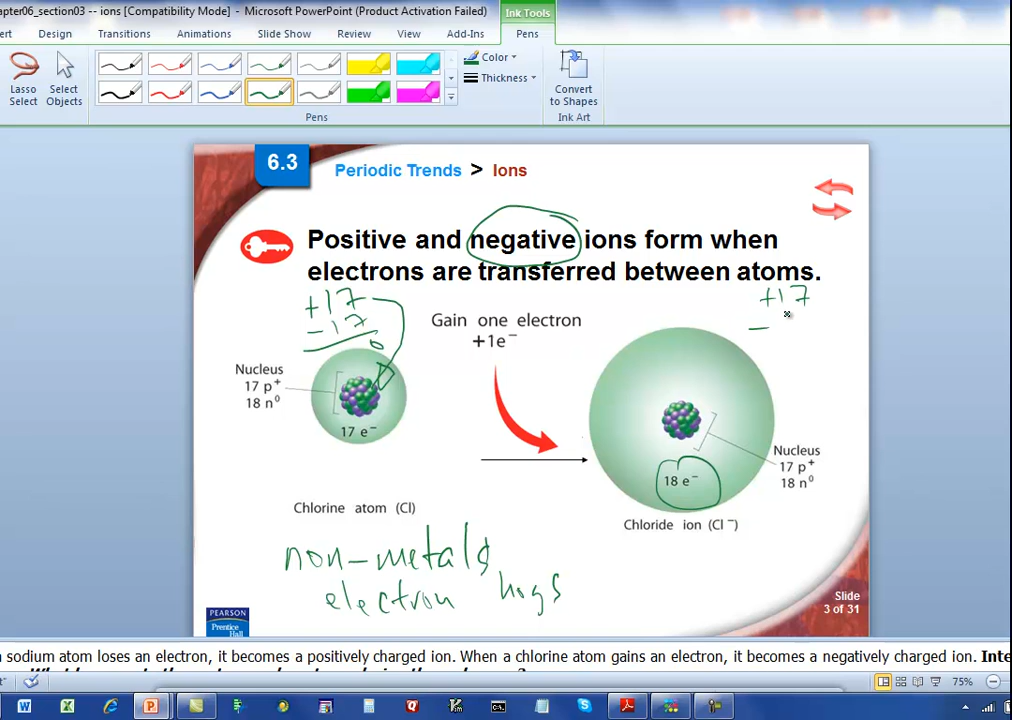 apter06_section03 -- ions [Compatibility Mode] - Microsoft PowerPoint (Product Activation Failed)
Ink Tools
ert
Design
Transitions
Animations
Slide Show
Review
View
Add-Ins
Pens
Lasso
Select
Select
Objects
Color
Thickness
Convert
to Shapes
Pens
Ink Art
6.3
Periodic Trends > Ions
Positive and negative ions form when
electrons are transferred between atoms.
+17
-17
0
+17
−
Gain one electron
+1e⁻
Nucleus
17 p⁺
18 n⁰
17 e⁻
Nucleus
17 p⁺
18 n⁰
18 e⁻
Chlorine atom (Cl)
Chloride ion (Cl⁻)
non-metals
electron hogs
Slide
3 of 31
PEARSON
Prentice
Hall
a sodium atom loses an electron, it becomes a positively charged ion. When a chlorine atom gains an electron, it becomes a negatively charged ion. Inte
75%